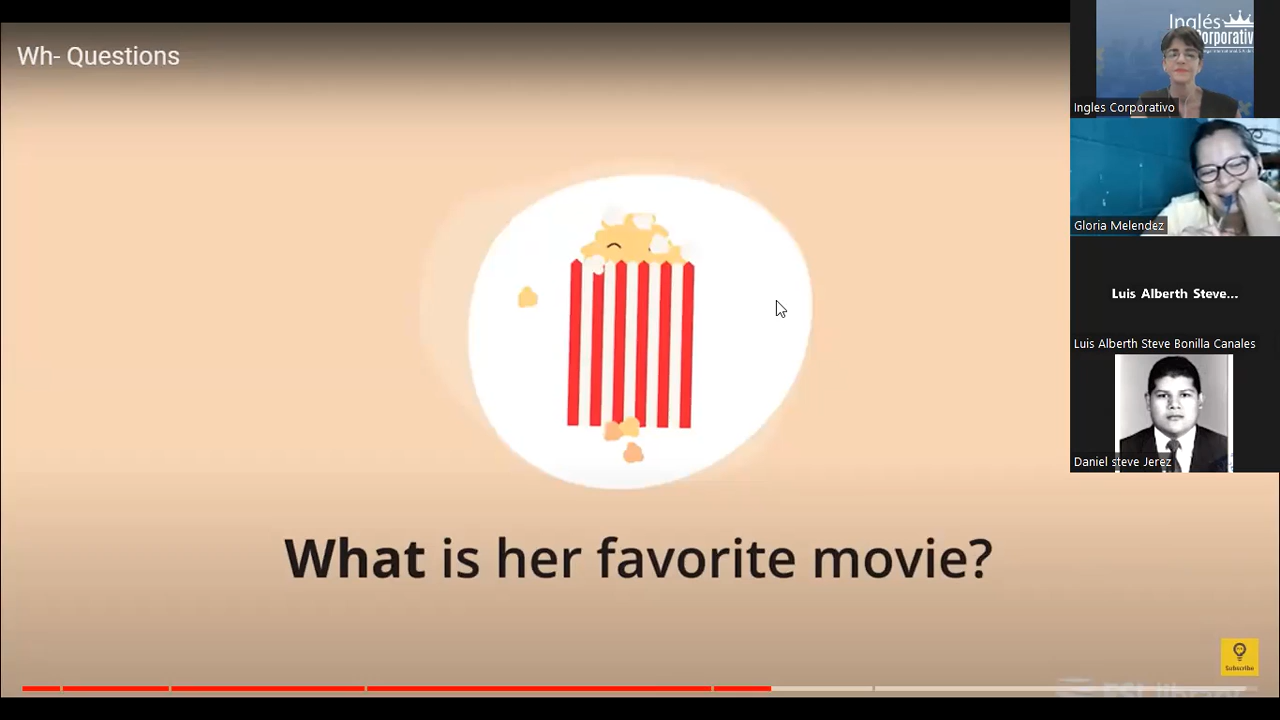 Wh- Questions
What is her favorite movie?
Subscribe
Inglés
Ingles Corporativo
Gloria Melendez
Luis Alberth Steve...
Luis Alberth Steve Bonilla Canales
Daniel steve Jerez